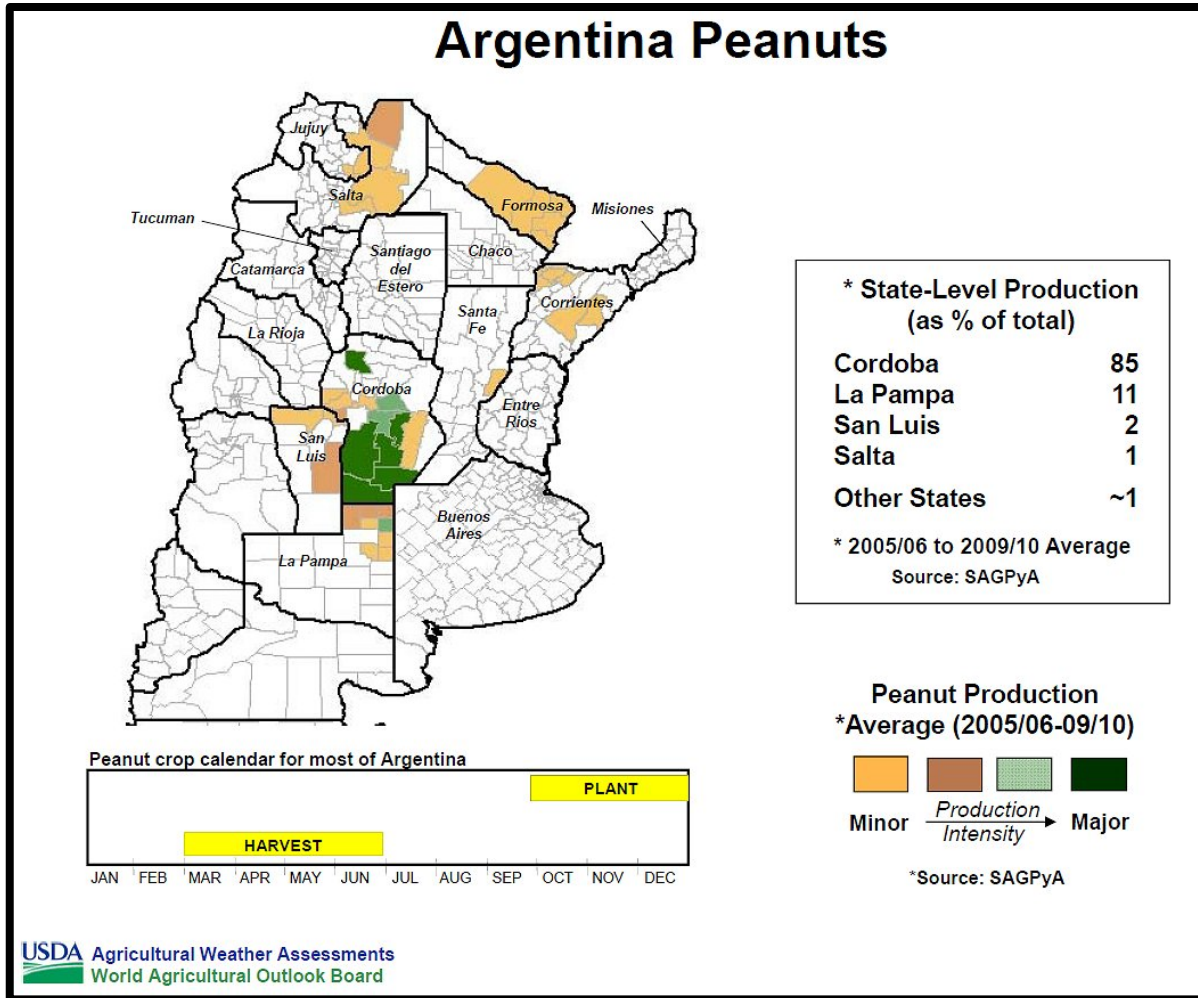 Argentina Peanuts
Jujuy
Salta
Formosa
Misiones
Tucuman
Chaco
Santiago
del
Estero
Catamarca
Corrientes
Santa
Fe
La Rioja
Cordoba
Entre
Rios
San
Luis
Buenos
Aires
La Pampa
* State-Level Production
(as % of total)
Cordoba 85
La Pampa 11
San Luis 2
Salta 1
Other States ~1
* 2005/06 to 2009/10 Average
Source: SAGPyA
Peanut Production
*Average (2005/06-09/10)
Minor Production Intensity Major
*Source: SAGPyA
Peanut crop calendar for most of Argentina
PLANT
HARVEST
JAN FEB MAR APR MAY JUN JUL AUG SEP OCT NOV DEC
USDA Agricultural Weather Assessments
World Agricultural Outlook Board